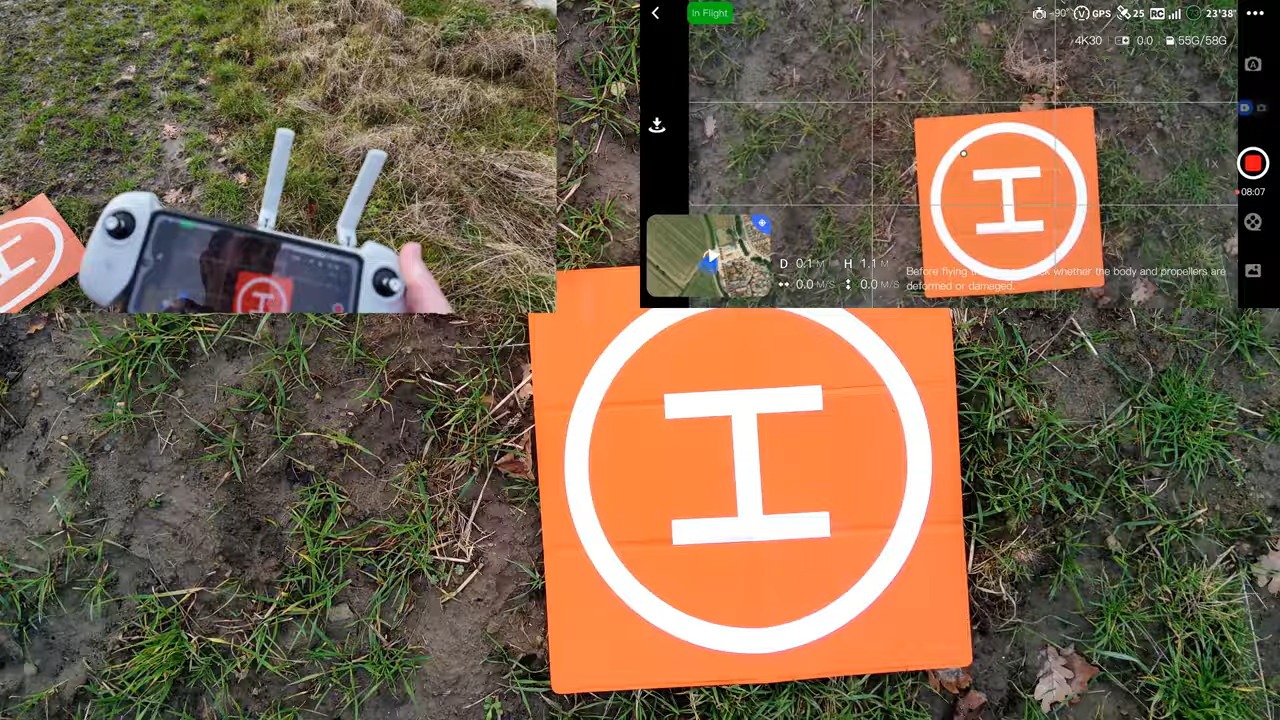 In Flight
-90° GPS 25 RC 23'38"
4K30 0.0 55G/58G
1X
08:07
D 0.1 M H 1.1 M
0.0 M/S 0.0 M/S
Before flying
whether the body and propellers are
deformed or damaged.
H
H
H
H